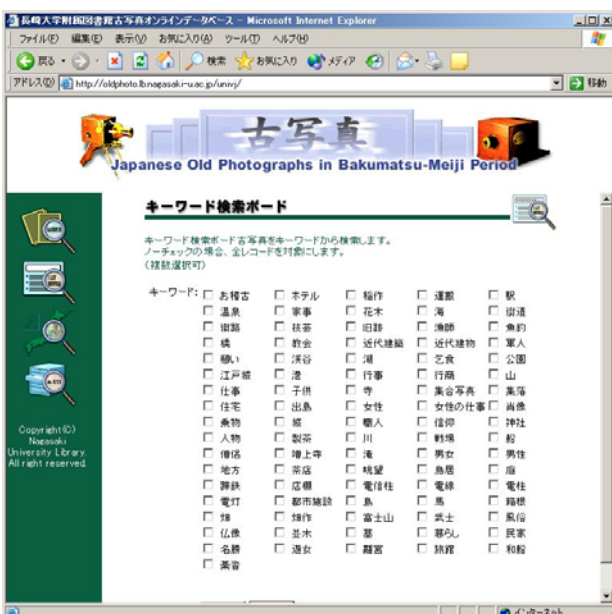 長崎大学附属図書館古写真オンラインデータベース - Microsoft Internet Explorer
ファイル(F) 編集(E) 表示(V) お気に入り(A) ツール(T) ヘルプ(H)
戻る 検索 お気に入り メディア
アドレス(D) http://oldphoto.lb.nagasaki-u.ac.jp/univj/ 移動
古写真
Japanese Old Photographs in Bakumatsu-Meiji Period
キーワード検索ボード
キーワード検索ボード古写真をキーワードから検索します。
ノーチェックの場合、全レコードを対象にします。
(複数選択可)
キーワード: お稽古 ホテル 稲作 運搬 駅
温泉 家事 花木 海 街道
街路 技芸 旧跡 漁師 魚釣
橋 教会 近代建築 近代建物 軍人
憩い 渓谷 湖 乞食 公園
江戸城 港 行事 行商 山
仕事 子供 寺 集合写真 集落
住宅 出島 女性 女性の仕事 肖像
乗物 城 職人 信仰 神社
人物 製茶 川 戦場 船
僧侶 増上寺 滝 男女 男性
地方 茶店 眺望 鳥居 庭
蹄鉄 店棚 電信柱 電線 電柱
電灯 都市施設 島 馬 箱根
畑 畑作 富士山 武士 風俗
仏像 並木 墓 暮らし 民家
名勝 遊女 離宮 旅館 和船
楽音
Copyright(C)
Nagasaki
University Library.
All right reserved.
インターネット